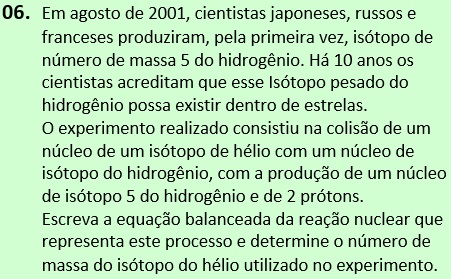 06. Em agosto de 2001, cientistas japoneses, russos e
franceses produziram, pela primeira vez, isótopo de
número de massa 5 do hidrogênio. Há 10 anos os
cientistas acreditam que esse Isótopo pesado do
hidrogênio possa existir dentro de estrelas.
O experimento realizado consistiu na colisão de um
núcleo de um isótopo de hélio com um núcleo de
isótopo do hidrogênio, com a produção de um núcleo
de isótopo 5 do hidrogênio e de 2 prótons.
Escreva a equação balanceada da reação nuclear que
representa este processo e determine o número de
massa do isótopo do hélio utilizado no experimento.